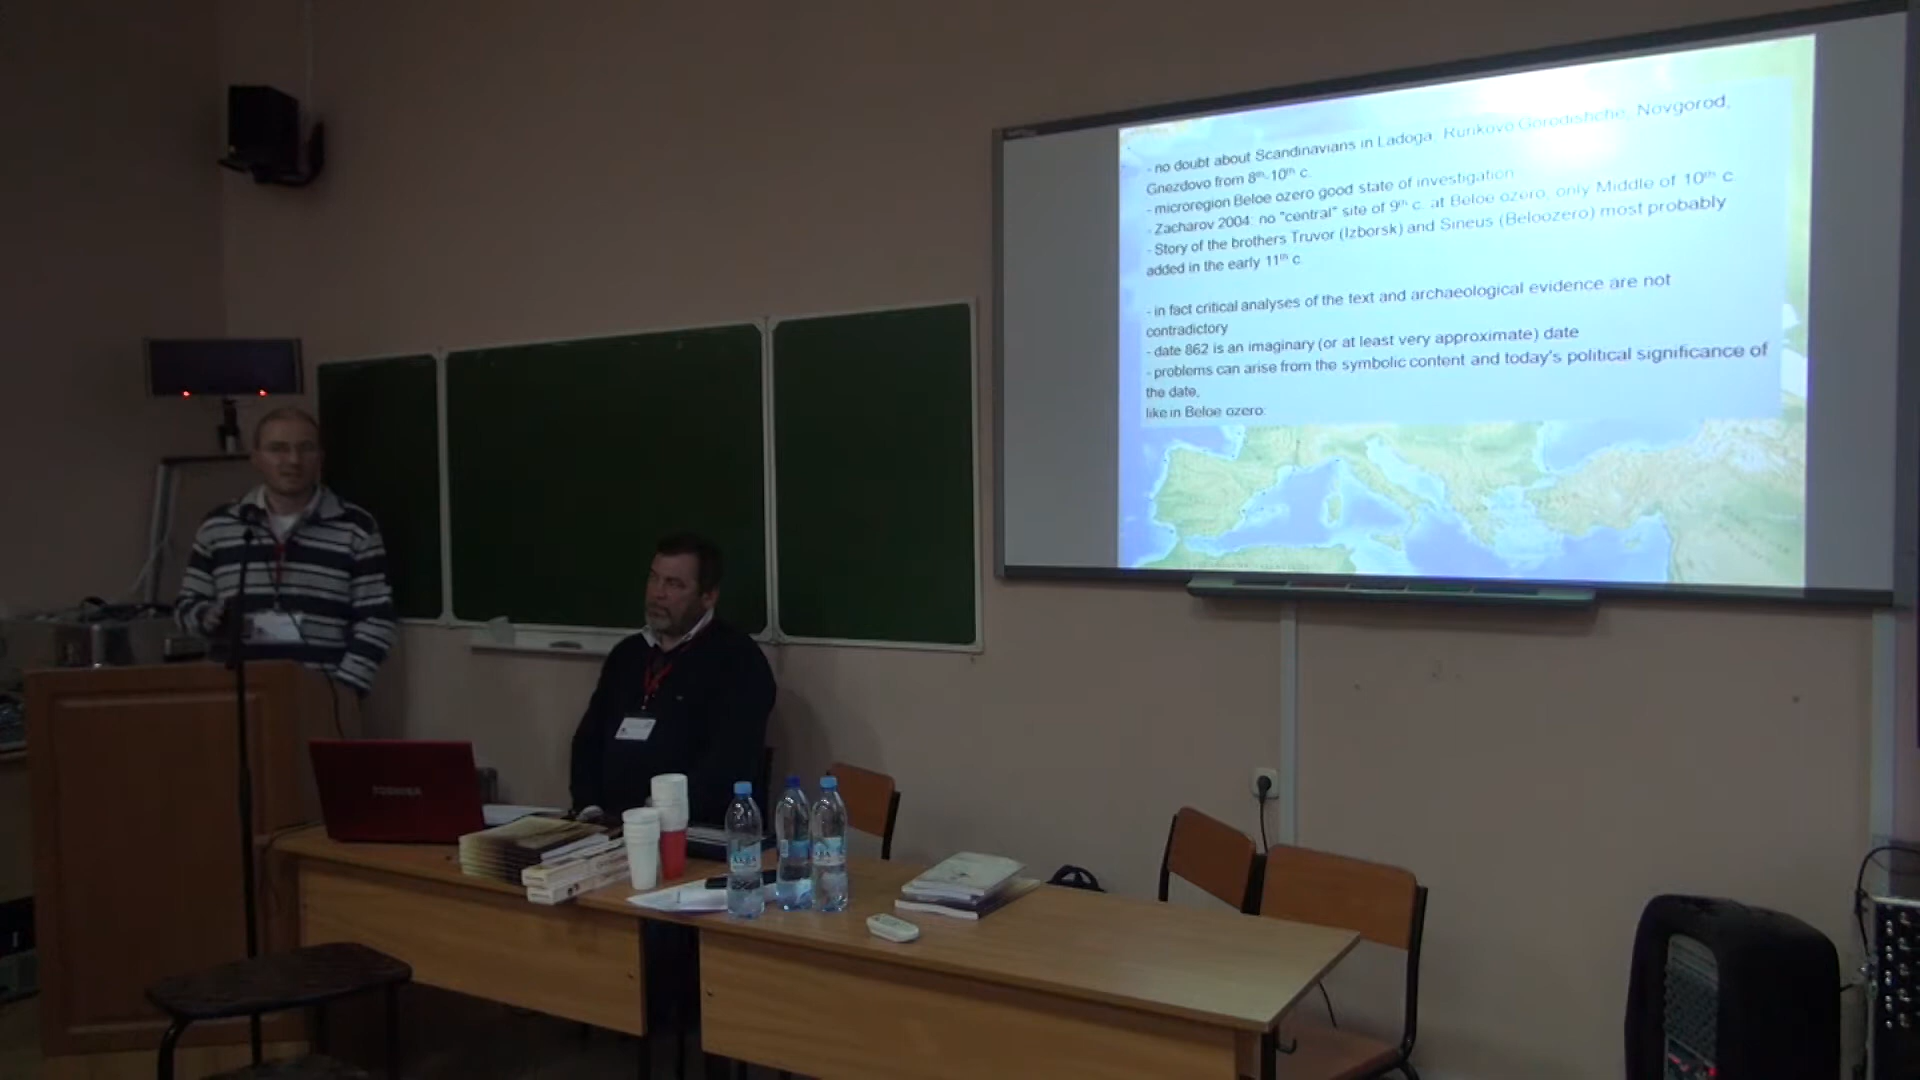 - no doubt about Scandinavians in Ladoga, Rurikovo Gorodishche, Novgorod,
Gnezdovo from 8th-10th c.
- microregion Beloe ozero good state of investigation
- Zacharov 2004: no "central" site of 9th c. at Beloe ozero, only Middle of 10th c
- Story of the brothers Truvor (Izborsk) and Sineus (Beloozero) most probably
added in the early 11th c
- in fact critical analyses of the text and archaeological evidence are not
contradictory
- date 862 is an imaginary (or at least very approximate) date
- problems can arise from the symbolic content and today's political significance of
the date,
like in Beloe ozero:
TOSHIBA